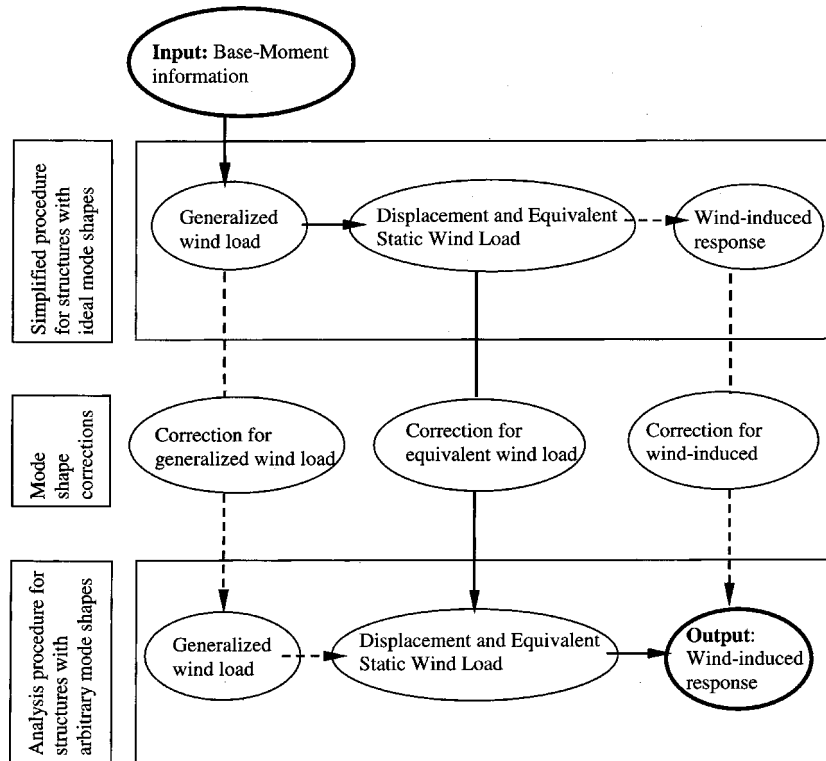 Input: Base-Moment
information
Simplified procedure
for structures with
ideal mode shapes
Generalized
wind load
Displacement and Equivalent
Static Wind Load
Wind-induced
response
Mode
shape
corrections
Correction for
generalized wind load
Correction for
equivalent wind load
Correction for
wind-induced
Analysis procedure for
structures with
arbitrary mode shapes
Generalized
wind load
Displacement and Equivalent
Static Wind Load
Output:
Wind-induced
response